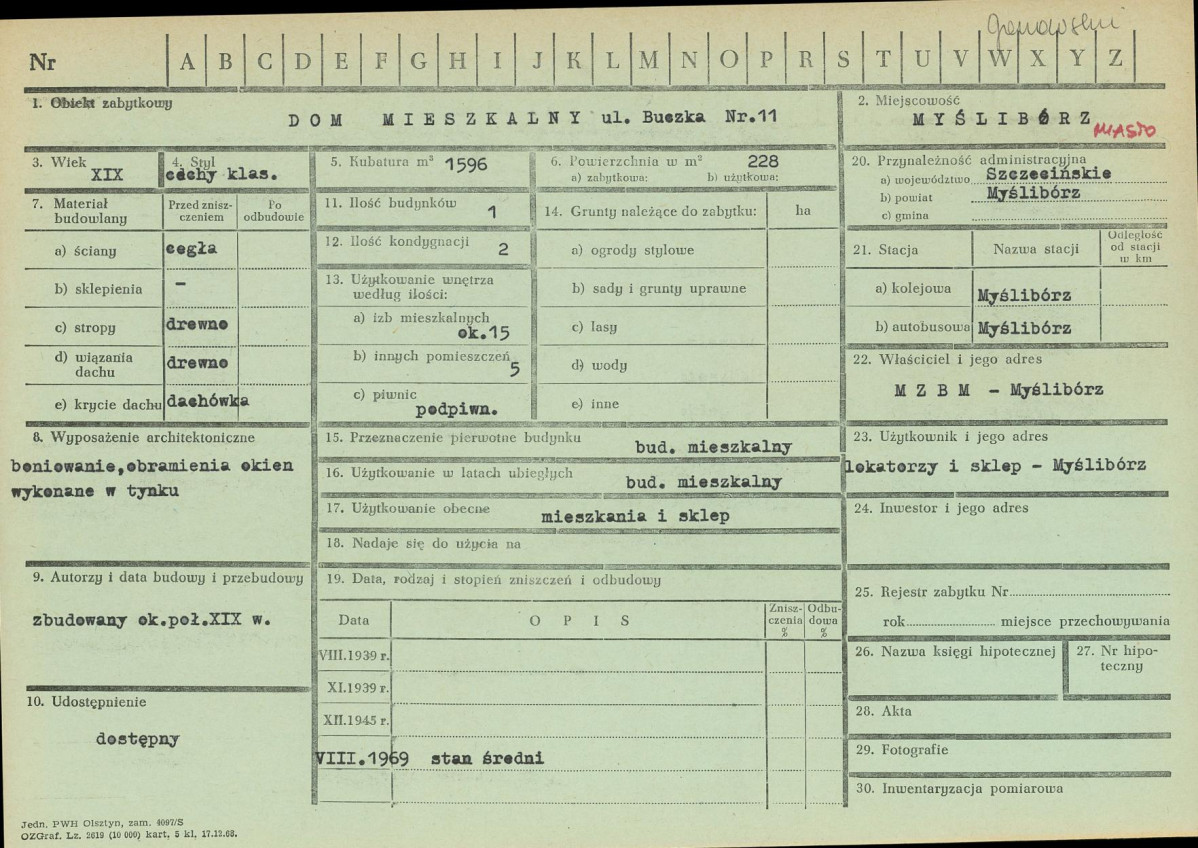 Nr A B C D E F G H I J K L M N O P R S T U V W X Y Z
1. Obiekt zabytkowy
DOM MIESZKALNY ul. Buczka Nr.11
2. Miejscowość
MYŚLIBÓRZ
MIASTO
3. Wiek
XIX
4. Styl
cechy klas.
5. Kubatura m³ 1596
6. Powierzchnia w m² 228
a) zabytkowa: b) użytkowa:
20. Przynależność administracyjna
a) województwo Szczecińskie
b) powiat Myślibórz
c) gmina
7. Materiał budowlany
Przed znisz-
czeniem
Po
odbudowie
a) ściany cegła
b) sklepienia -
c) stropy drewno
d) wiązania
dachu
drewno
e) krycie dachu dachówka
11. Ilość budynków 1
12. Ilość kondygnacji 2
13. Użytkowanie wnętrza
według ilości:
a) izb mieszkalnych
ok.15
b) innych pomieszczeń
5
c) piwnic
podpiwn.
14. Grunty należące do zabytku: ha
a) ogrody stylowe
b) sady i grunty uprawne
c) lasy
d) wody
e) inne
21. Stacja Nazwa stacji
Odległość
od stacji
w km
a) kolejowa Myślibórz
b) autobusowa Myślibórz
22. Właściciel i jego adres
M Z B M - Myślibórz
8. Wyposażenie architektoniczne
boniowanie,obramienia okien
wykonane w tynku
15. Przeznaczenie pierwotne budynku
bud. mieszkalny
16. Użytkowanie w latach ubiegłych
bud. mieszkalny
17. Użytkowanie obecne mieszkania i sklep
18. Nadaje się do użycia na
23. Użytkownik i jego adres
lokatorzy i sklep - Myślibórz
24. Inwestor i jego adres
9. Autorzy i data budowy i przebudowy
zbudowany ok.poł.XIX w.
19. Data, rodzaj i stopień zniszczeń i odbudowy
Data O P I S
Znisz-
czenia
%
Odbu-
dowa
%
VIII.1939 r.
XI.1939 r.
XII.1945 r.
VIII.1969 stan średni
10. Udostępnienie
dostępny
25. Rejestr zabytku Nr
rok miejsce przechowywania
26. Nazwa księgi hipotecznej
27. Nr hipo-
teczny
28. Akta
29. Fotografie
30. Inwentaryzacja pomiarowa
Jedn. PWH Olsztyn, zam. 4097/S
OZGraf. Lz. 2619 (10 000) kart, 5 kl, 17.12.68.